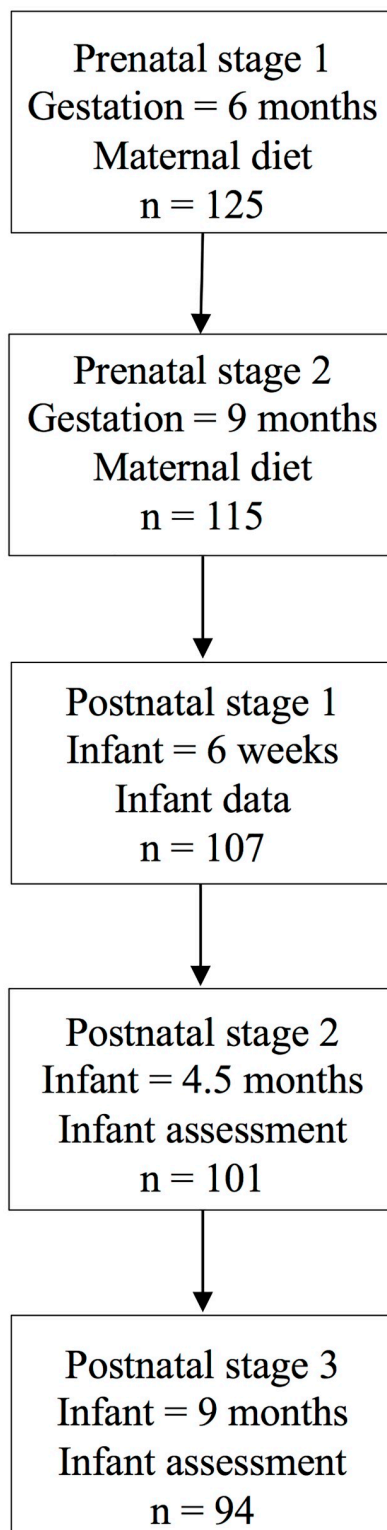 Prenatal stage 1
Gestation = 6 months
Maternal diet
n = 125
Prenatal stage 2
Gestation = 9 months
Maternal diet
n = 115
Postnatal stage 1
Infant = 6 weeks
Infant data
n = 107
Postnatal stage 2
Infant = 4.5 months
Infant assessment
n = 101
Postnatal stage 3
Infant = 9 months
Infant assessment
n = 94